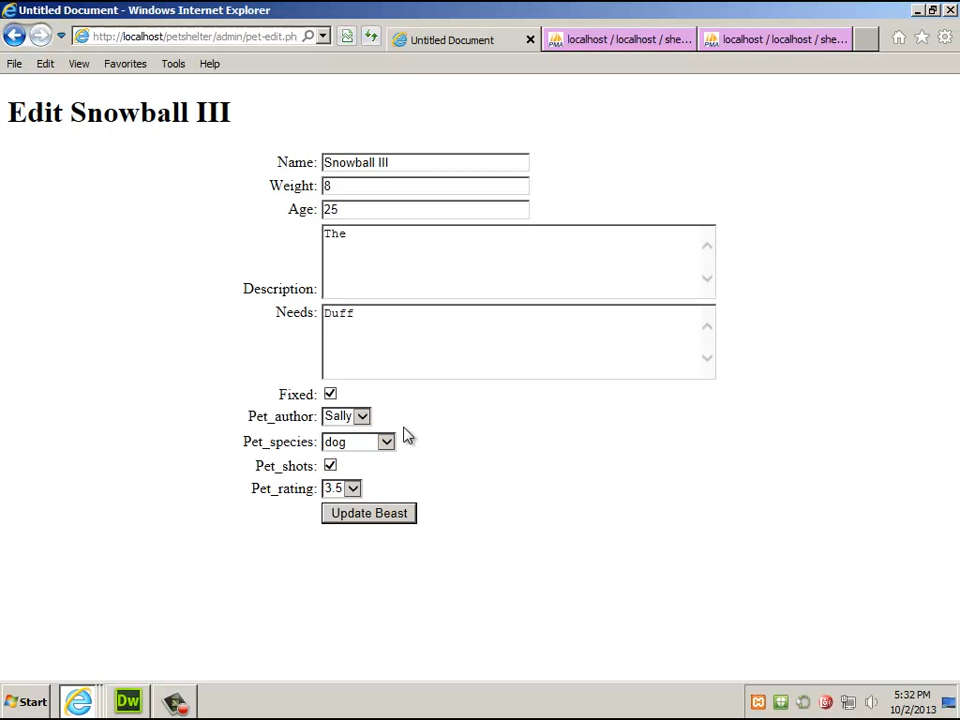 Untitled Document - Windows Internet Explorer
http://localhost/petshelter/admin/pet-edit.ph
Untitled Document
localhost / localhost / she...
localhost / localhost / she...
File Edit View Favorites Tools Help
Edit Snowball III
Name: Snowball III
Weight: 8
Age: 25
The
Description:
Needs: Duff
Fixed:
Pet_author: Sally
Pet_species: dog
Pet_shots:
Pet_rating: 3.5
Update Beast
Start
Dw
5:32 PM
10/2/2013